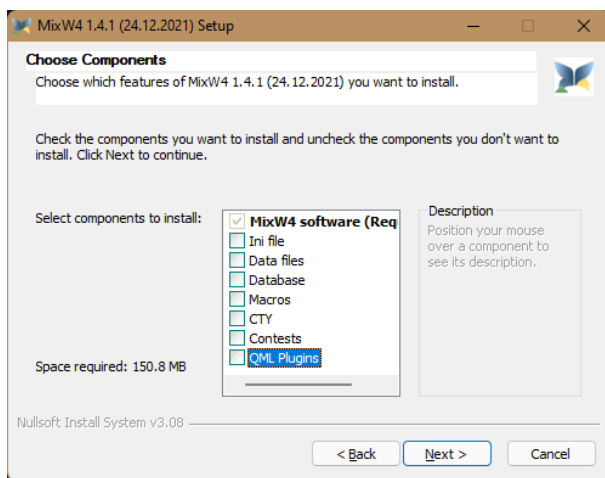 MixW4 1.4.1 (24.12.2021) Setup
Choose Components
Choose which features of MixW4 1.4.1 (24.12.2021) you want to install.
Check the components you want to install and uncheck the components you don't want to
install. Click Next to continue.
Select components to install:
MixW4 software (Req
Ini file
Data files
Database
Macros
CTY
Contests
QML Plugins
Description
Position your mouse
over a component to
see its description.
Space required: 150.8 MB
Nullsoft Install System v3.08
< Back
Next >
Cancel